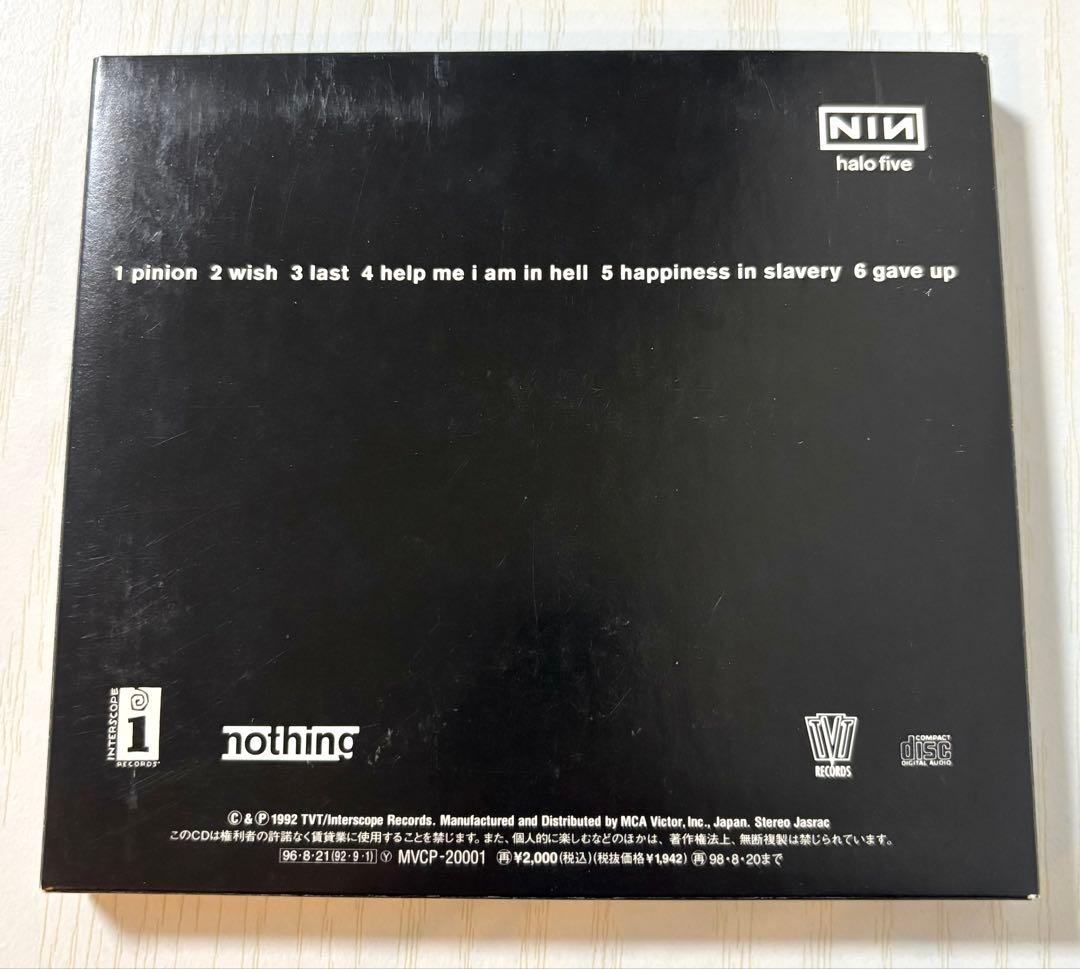 NIN
halo five
1 pinion 2 wish 3 last 4 help me i am in hell 5 happiness in slavery 6 gave up
INTERSCOPE
1
RECORDS
nothing
TVT
RECORDS
COMPACT
disc
DIGITAL AUDIO
Ⓒ & Ⓟ 1992 TVT/Interscope Records. Manufactured and Distributed by MCA Victor, Inc., Japan. Stereo Jasrac
このCDは権利者の許諾なく賃貸業に使用することを禁じます。また、個人的に楽しむなどのほかは、著作権法上、無断複製は禁じられています。
96・8・21(92・9・1) Ⓨ MVCP-20001 ㊢¥2,000(税込)(税抜価格¥1,942) 再 98・8・20まで